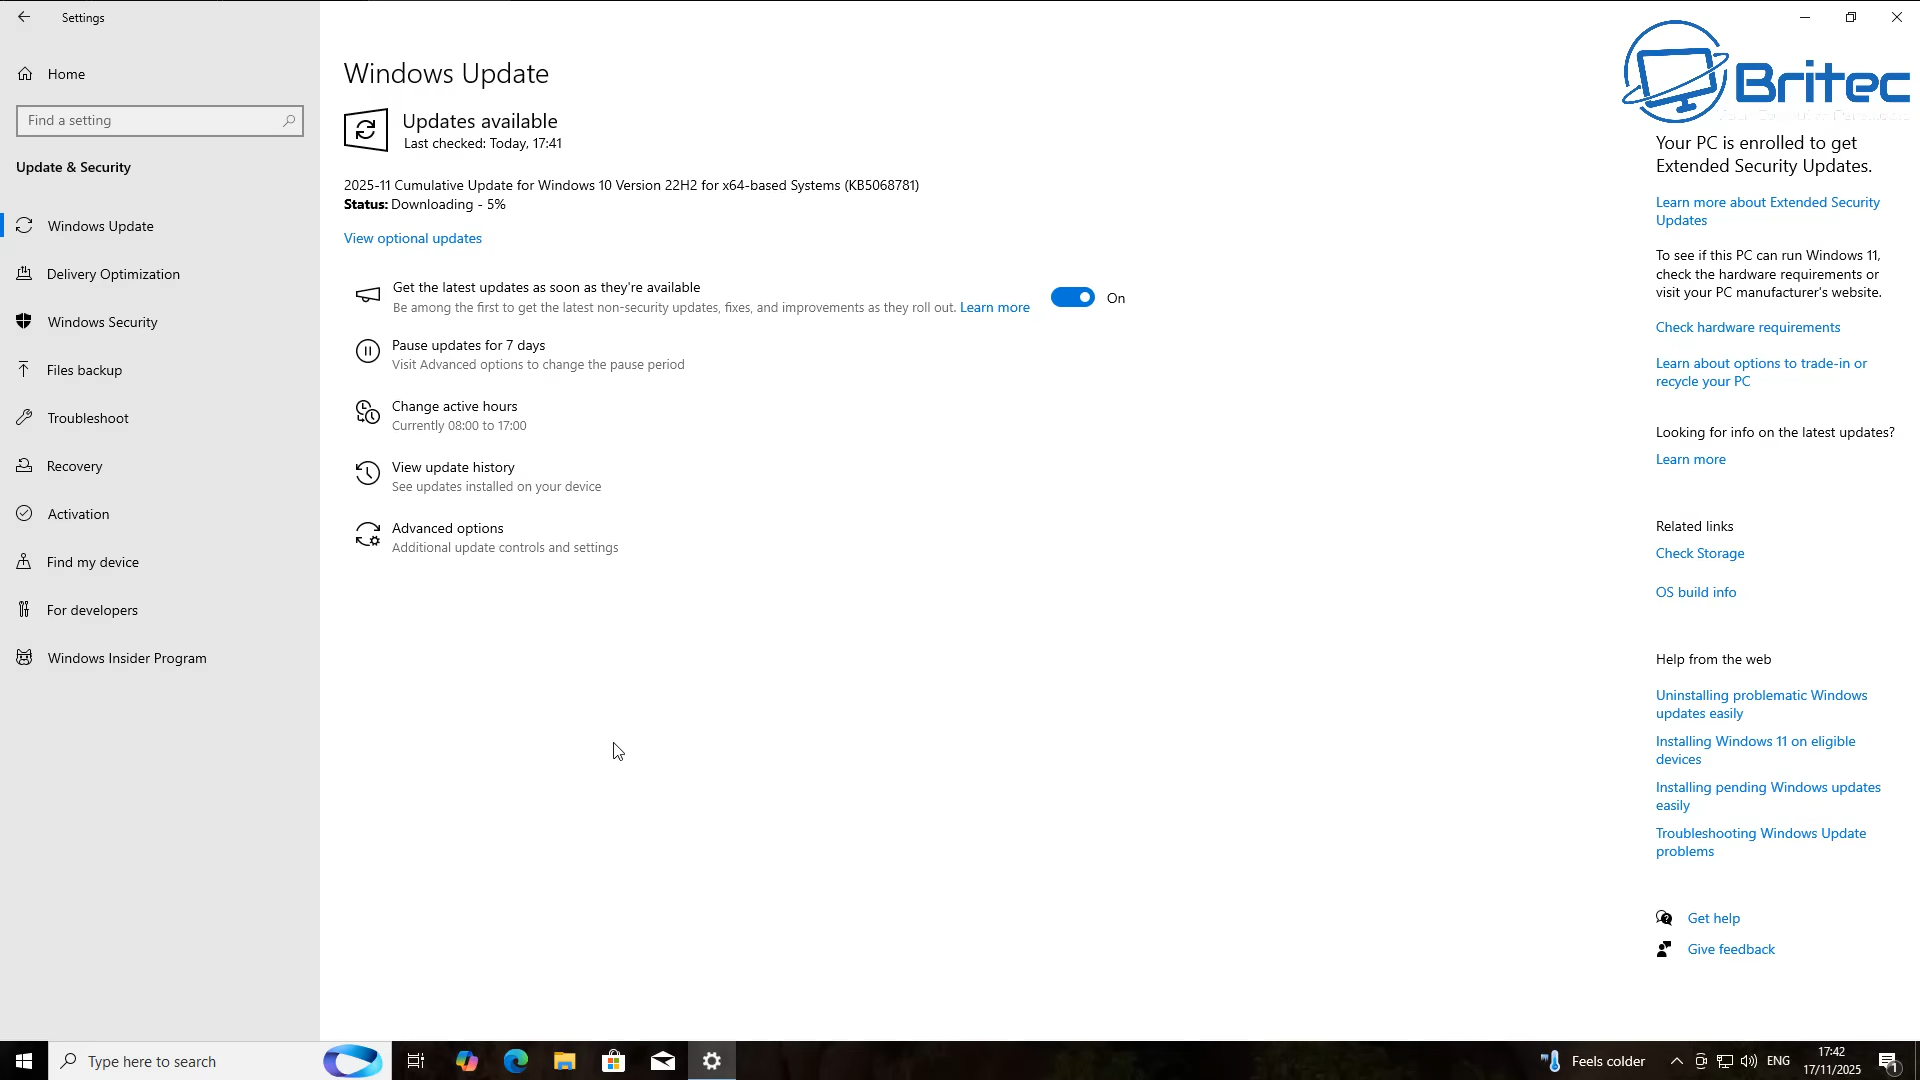 Settings
Home
Find a setting
Update & Security
Windows Update
Delivery Optimization
Windows Security
Files backup
Troubleshoot
Recovery
Activation
Find my device
For developers
Windows Insider Program
Windows Update
Updates available
Last checked: Today, 17:41
2025-11 Cumulative Update for Windows 10 Version 22H2 for x64-based Systems (KB5068781)
Status: Downloading - 5%
View optional updates
Get the latest updates as soon as they're available
Be among the first to get the latest non-security updates, fixes, and improvements as they roll out. Learn more
On
Pause updates for 7 days
Visit Advanced options to change the pause period
Change active hours
Currently 08:00 to 17:00
View update history
See updates installed on your device
Advanced options
Additional update controls and settings
Britec
Your PC is enrolled to get
Extended Security Updates.
Learn more about Extended Security
Updates
To see if this PC can run Windows 11,
check the hardware requirements or
visit your PC manufacturer's website.
Check hardware requirements
Learn about options to trade-in or
recycle your PC
Looking for info on the latest updates?
Learn more
Related links
Check Storage
OS build info
Help from the web
Uninstalling problematic Windows
updates easily
Installing Windows 11 on eligible
devices
Installing pending Windows updates
easily
Troubleshooting Windows Update
problems
Get help
Give feedback
Type here to search
Feels colder
ENG
17:42
17/11/2025
1